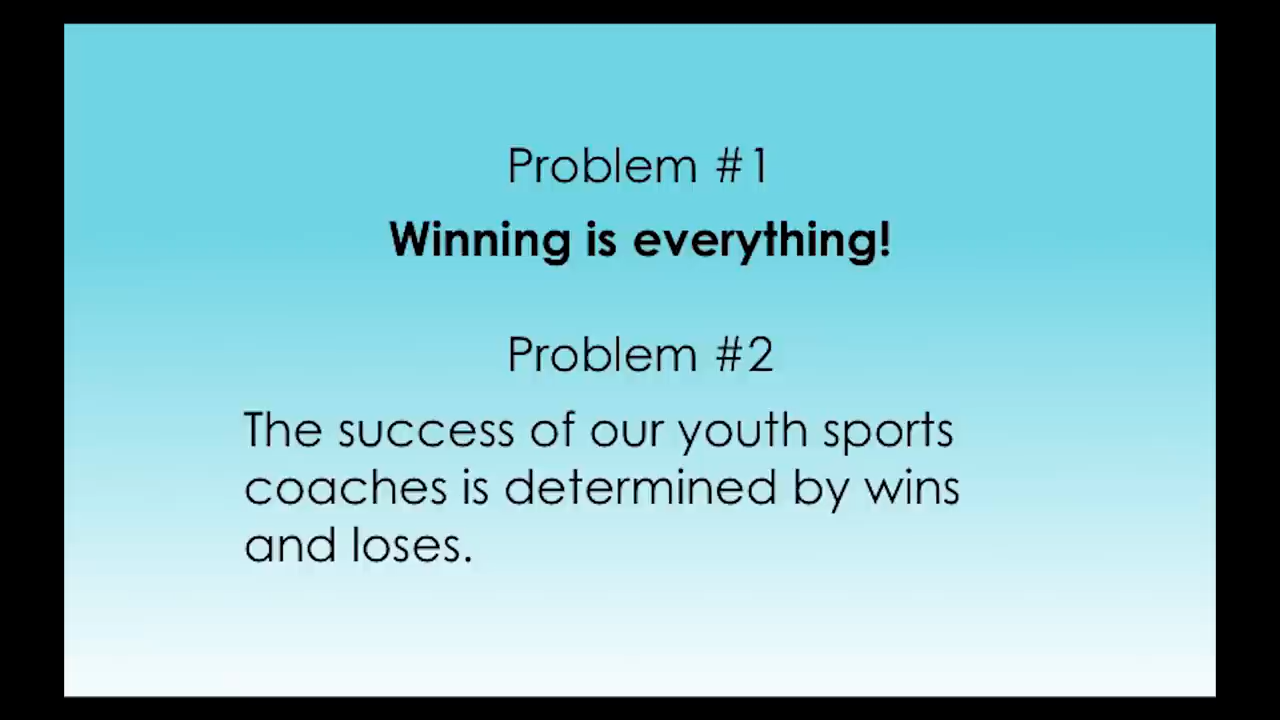 Problem #1
Winning is everything!
Problem #2
The success of our youth sports
coaches is determined by wins
and loses.